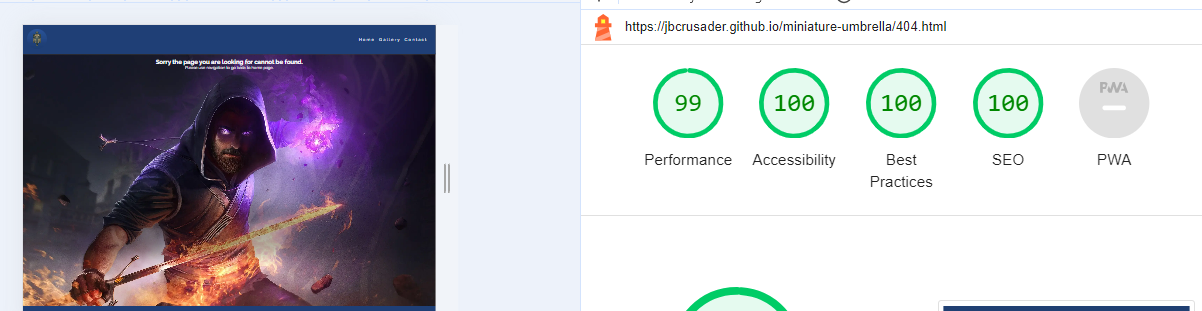 Home Gallery Contact
Sorry the page you are looking for cannot be found.
Please use navigation to go back to home page.
https://jbcrusader.github.io/miniature-umbrella/404.html
99 100 100 100 PWA
Performance Accessibility Best Practices SEO PWA